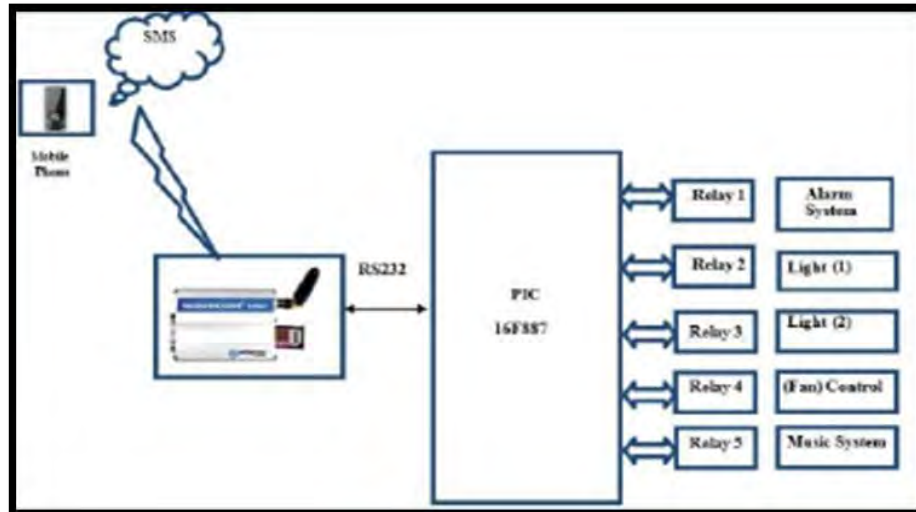 SMS
Mobile
Phone
RS232
PIC
16F887
Relay 1
Alarm
System
Relay 2
Light (1)
Relay 3
Light (2)
Relay 4
(Fan) Control
Relay 5
Music System